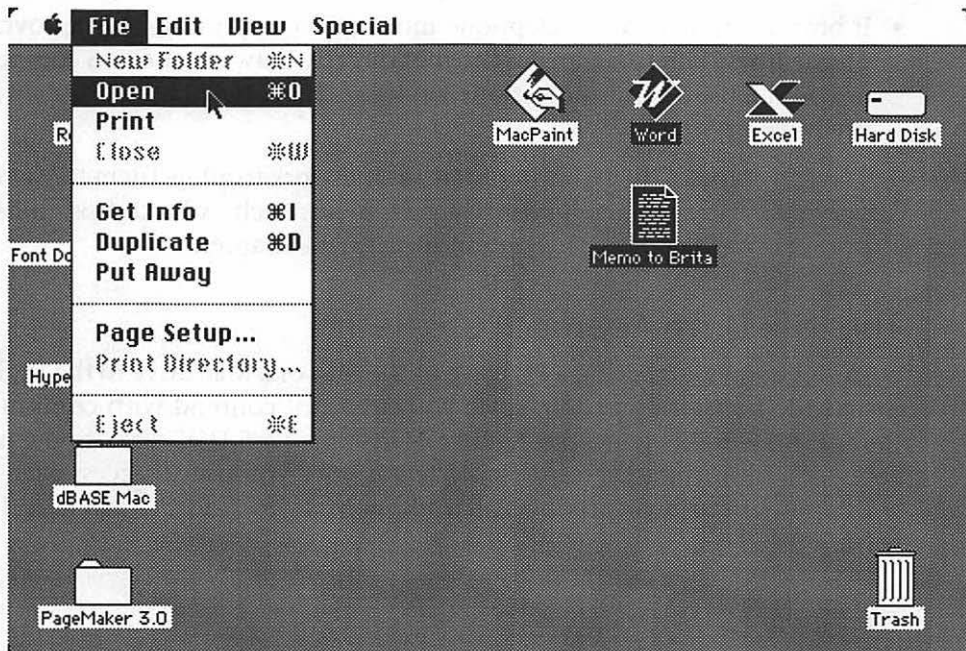 File Edit View Special
New Folder ⌘N
Open ⌘O
Print
Close ⌘W
Get Info ⌘I
Duplicate ⌘D
Put Away
Page Setup...
Print Directory...
Eject ⌘E
MacPaint
Word
Excel
Hard Disk
Memo to Brita
Font Do
Hype
dBASE Mac
PageMaker 3.0
Trash